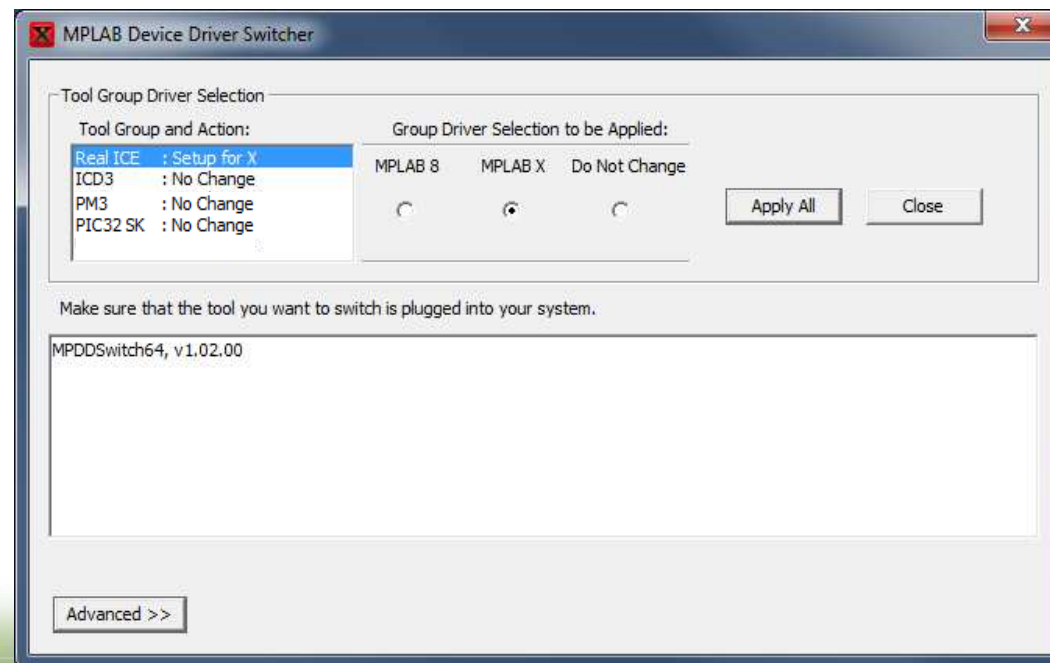 MPLAB Device Driver Switcher
Tool Group Driver Selection
Tool Group and Action:
Real ICE : Setup for X
ICD3 : No Change
PM3 : No Change
PIC32 SK : No Change
Group Driver Selection to be Applied:
MPLAB 8 MPLAB X Do Not Change
Apply All Close
Make sure that the tool you want to switch is plugged into your system.
MPDDSwitch64, v1.02.00
Advanced >>